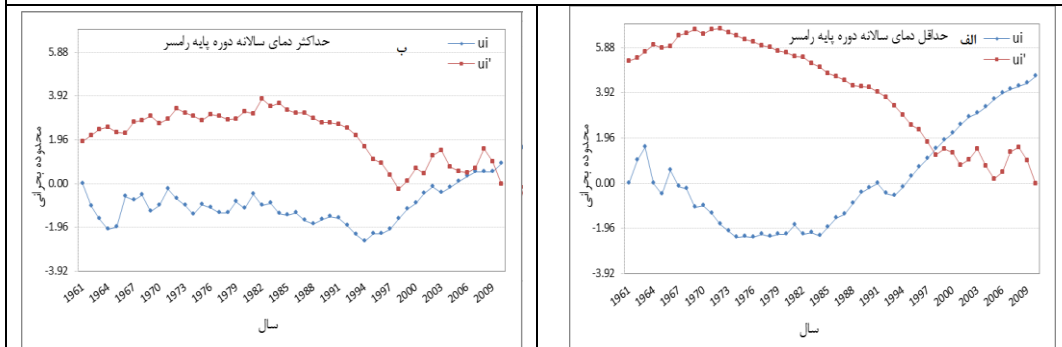 حداقل دمای سالانه دوره پایه رامسر
الف
ui
ui'
محدوده بحرانی
5.88
3.92
1.96
0.00
-1.96
-3.92
1961 1964 1967 1970 1973 1976 1979 1982 1985 1988 1991 1994 1997 2000 2003 2006 2009
سال
حداکثر دمای سالانه دوره پایه رامسر
ب
ui
ui'
محدوده بحرانی
5.88
3.92
1.96
0.00
-1.96
-3.92
1961 1964 1967 1970 1973 1976 1979 1982 1985 1988 1991 1994 1997 2000 2003 2006 2009
سال